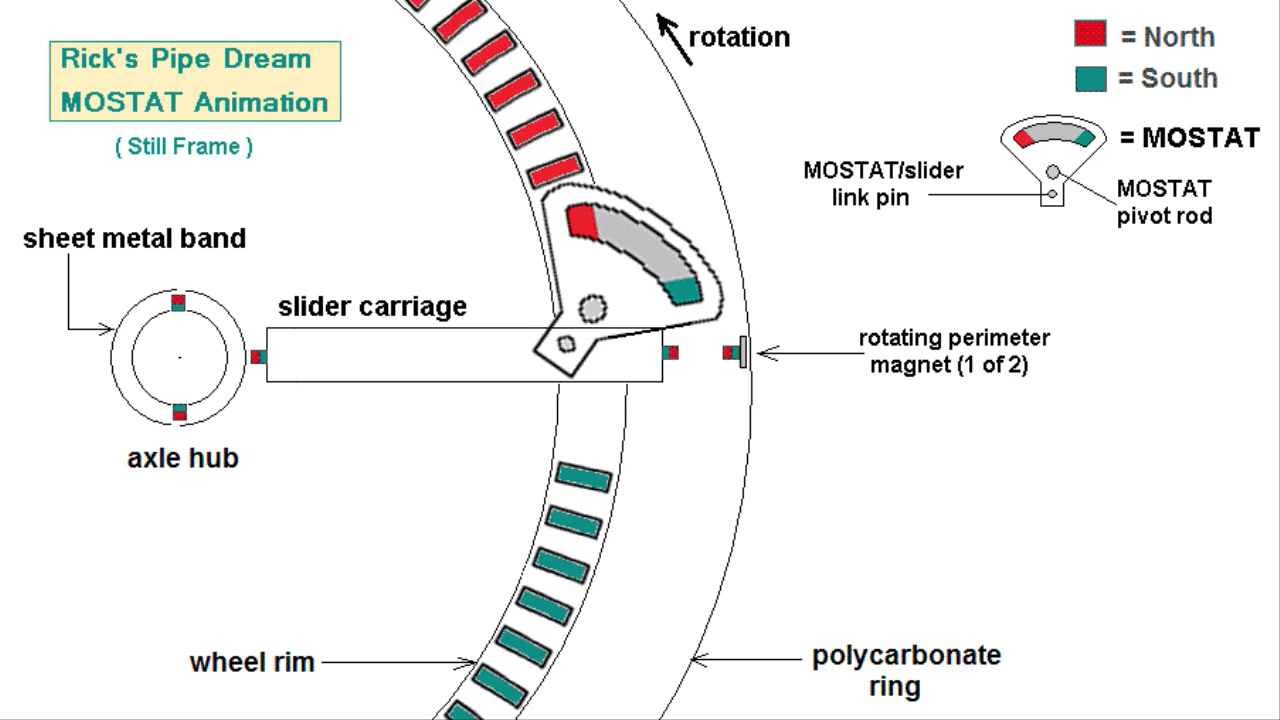 Rick's Pipe Dream
MOSTAT Animation
( Still Frame )
rotation
= North
= South
= MOSTAT
MOSTAT/slider
link pin
MOSTAT
pivot rod
sheet metal band
slider carriage
rotating perimeter
magnet (1 of 2)
axle hub
wheel rim
polycarbonate
ring